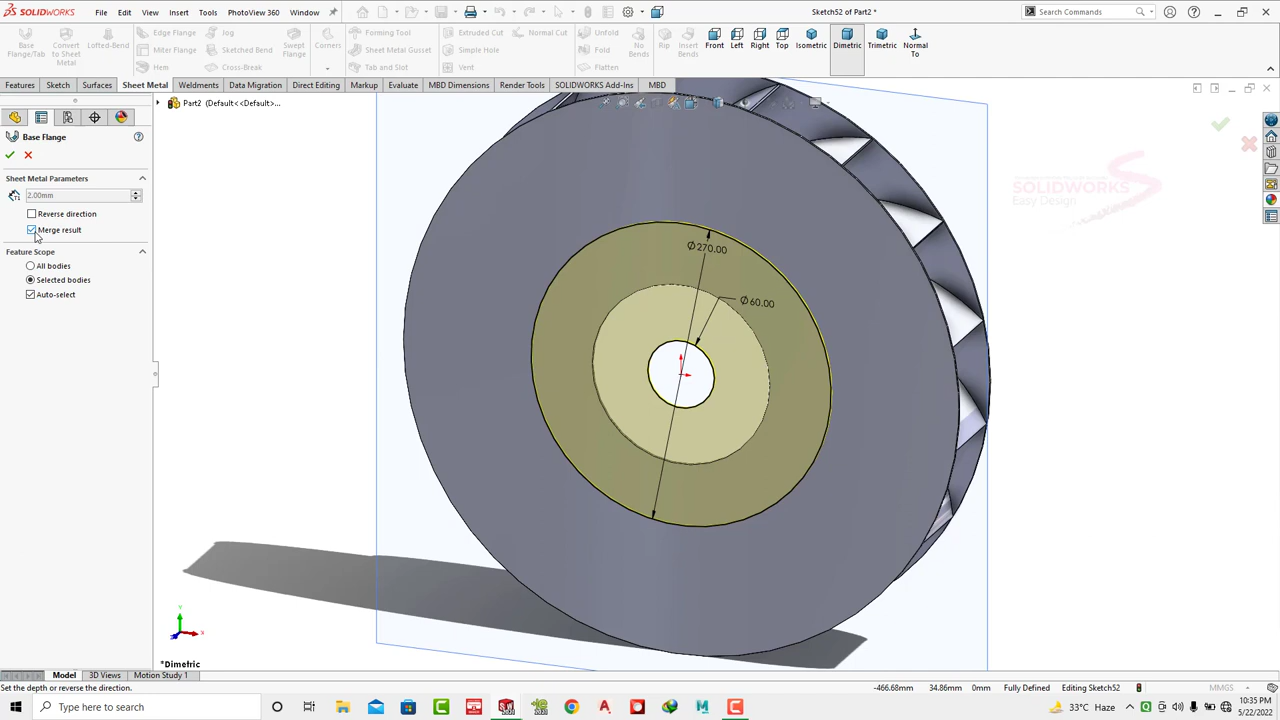 SOLIDWORKS
File Edit View Insert Tools PhotoView 360 Window
Sketch52 of Part2 *
Search Commands
Base Flange/Tab
Convert to Sheet Metal
Lofted-Bend
Edge Flange
Miter Flange
Hem
Jog
Sketched Bend
Cross-Break
Swept Flange
Corners
Forming Tool
Sheet Metal Gusset
Tab and Slot
Extruded Cut
Simple Hole
Vent
Normal Cut
Unfold
Fold
Flatten
No Bends
Rip
Insert Bends
Front
Left
Right
Top
Isometric
Dimetric
Trimetric
Normal To
Features Sketch Surfaces Sheet Metal Weldments Data Migration Direct Editing Markup Evaluate MBD Dimensions Render Tools SOLIDWORKS Add-Ins MBD
Part2 (Default<<Default>...
Base Flange
Sheet Metal Parameters
2.00mm
Reverse direction
Merge result
Feature Scope
All bodies
Selected bodies
Auto-select
SOLIDWORKS
Easy Design
Ø270.00
Ø60.00
Y
X
*Dimetric
Model 3D Views Motion Study 1
Set the depth or reverse the direction.
-466.68mm 34.86mm 0mm Fully Defined Editing Sketch52 MMGS
Type here to search
33°C Haze
10:35 PM
5/22/2022